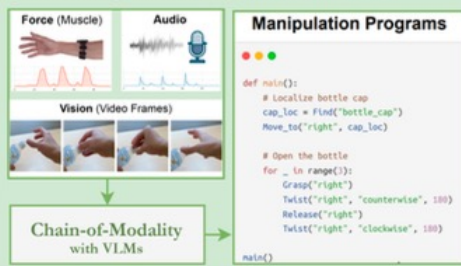 Force (Muscle)
Audio
Vision (Video Frames)
Chain-of-Modality
with VLMs
Manipulation Programs
def main():
# Localize bottle cap
cap_loc = Find("bottle_cap")
Move_to("right", cap_loc)
# Open the bottle
for _ in range(3):
Grasp("right")
Twist("right", "counterwise", 180)
Release("right")
Twist("right", "clockwise", 180)
main()